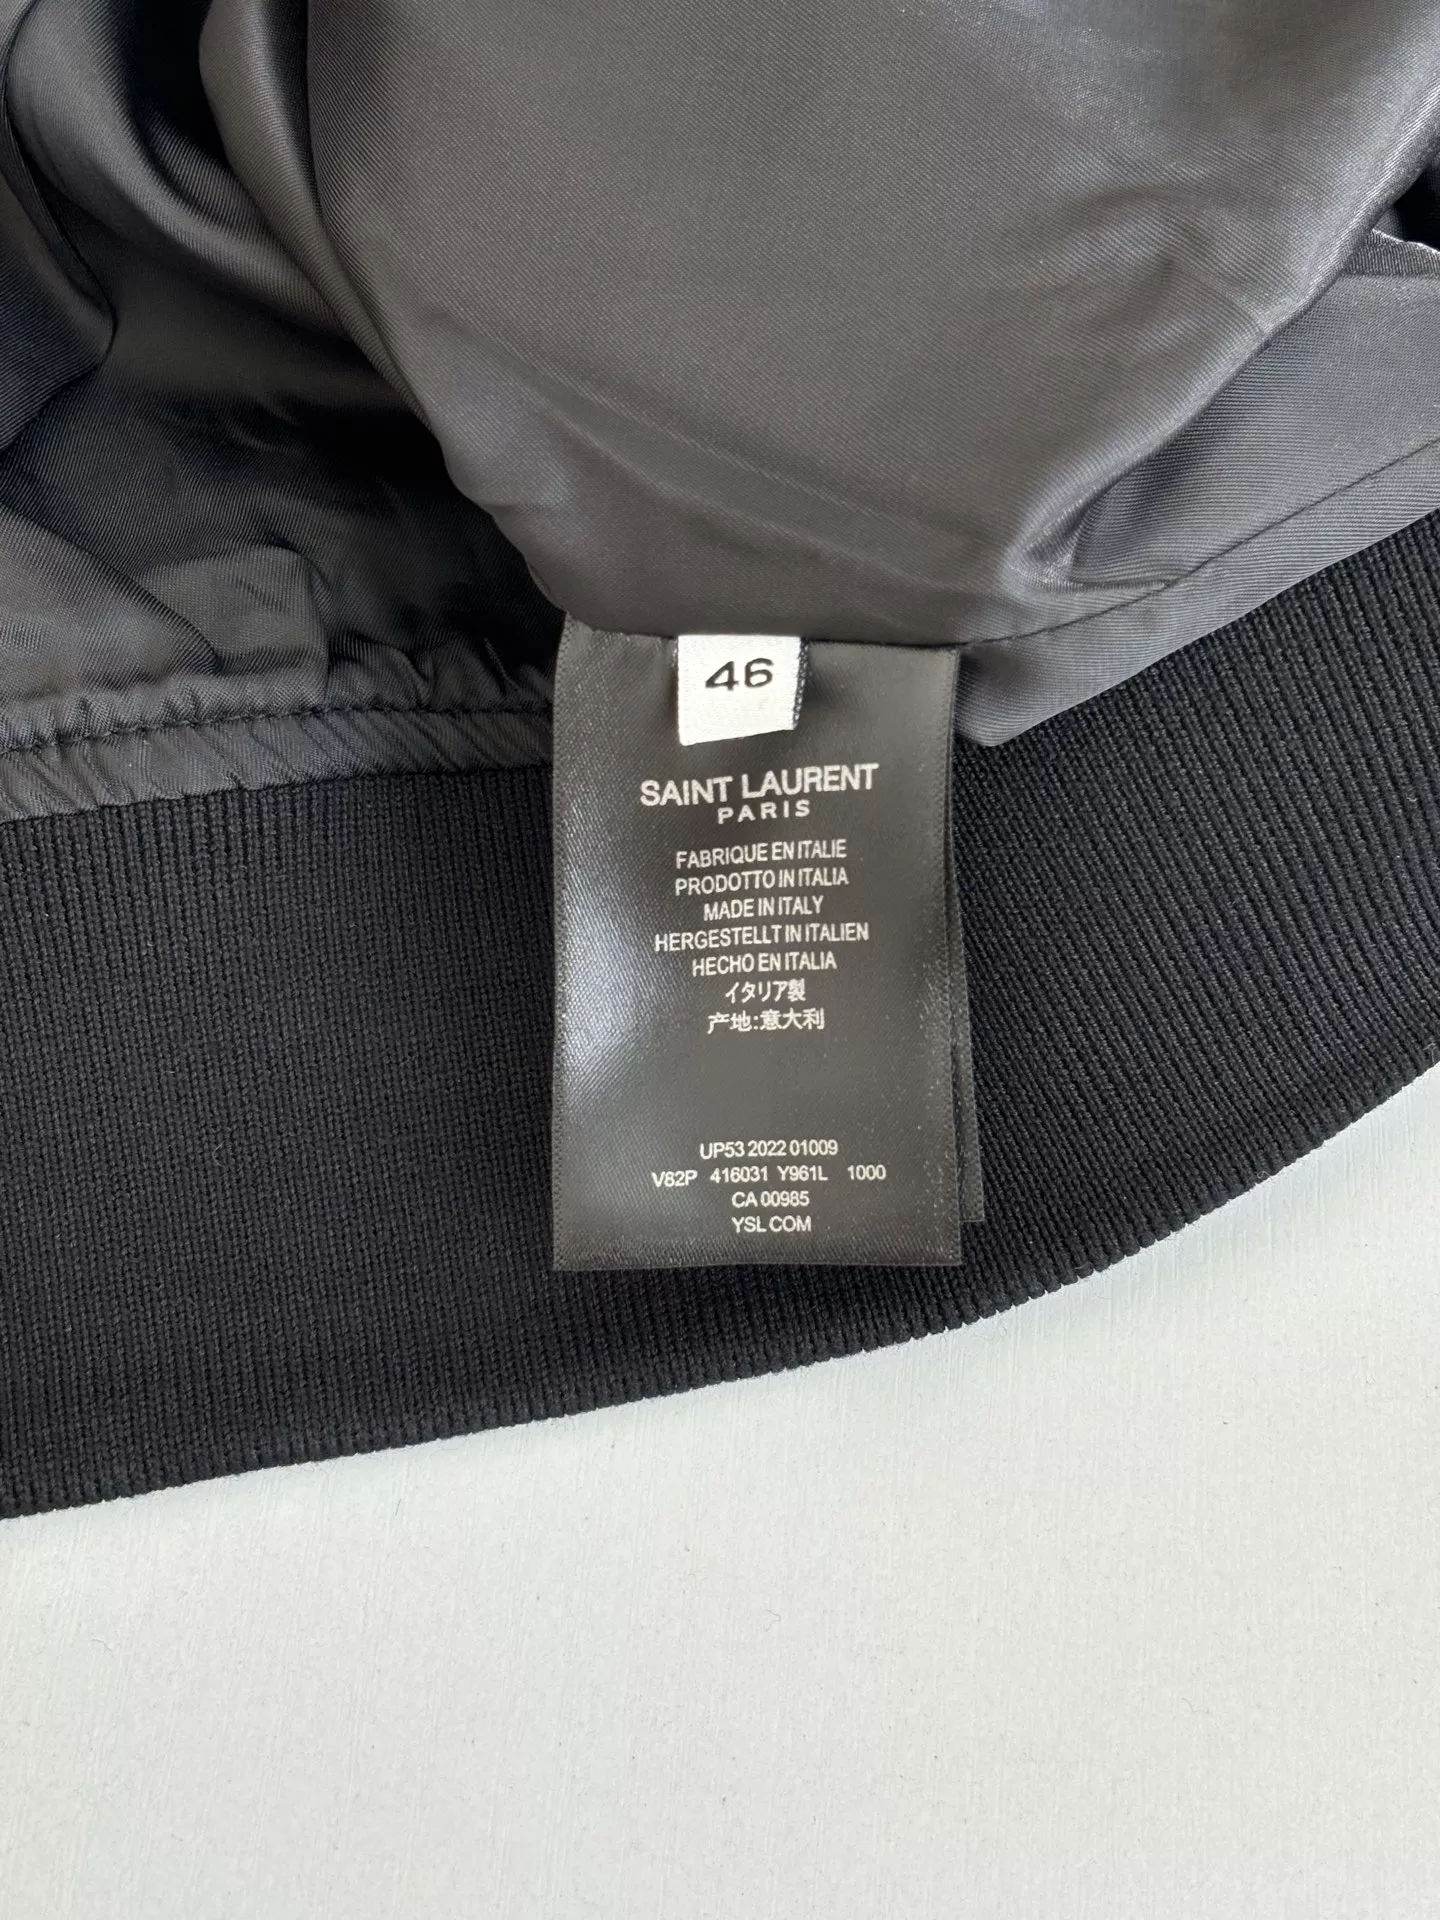 46
SAINT LAURENT
PARIS
FABRIQUE EN ITALIE
PRODOTTO IN ITALIA
MADE IN ITALY
HERGESTELLT IN ITALIEN
HECHO EN ITALIA
イタリア製
产地:意大利
UP53 2022 01009
V82P 416031 Y961L 1000
CA 00985
YSL COM